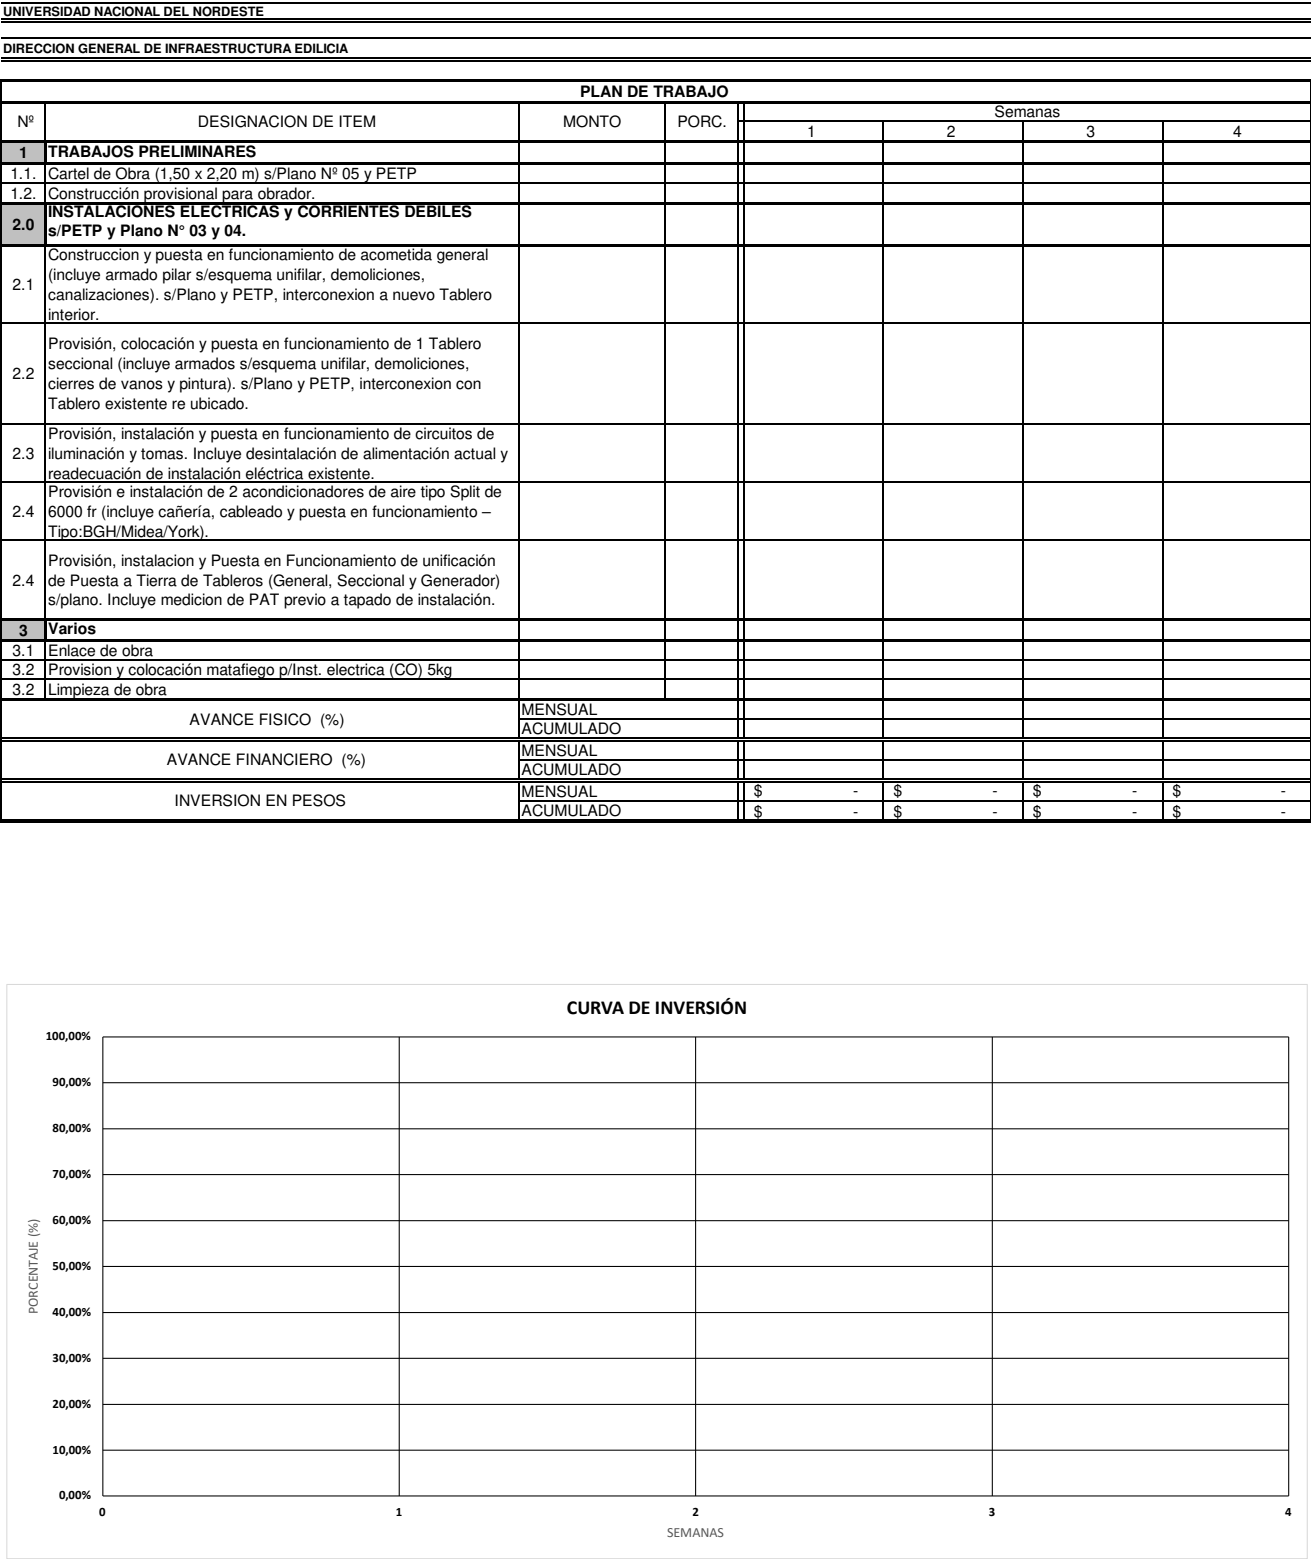 UNIVERSIDAD NACIONAL DEL NORDESTE
DIRECCION GENERAL DE INFRAESTRUCTURA EDILICIA
PLAN DE TRABAJO
Nº DESIGNACION DE ITEM MONTO PORC. Semanas
1 2 3 4
1 TRABAJOS PRELIMINARES
1.1. Cartel de Obra (1,50 x 2,20 m) s/Plano Nº 05 y PETP
1.2. Construcción provisional para obrador.
2.0 INSTALACIONES ELECTRICAS y CORRIENTES DEBILES
s/PETP y Plano N° 03 y 04.
2.1 Construccion y puesta en funcionamiento de acometida general
(incluye armado pilar s/esquema unifilar, demoliciones,
canalizaciones). s/Plano y PETP, interconexion a nuevo Tablero
interior.
2.2 Provisión, colocación y puesta en funcionamiento de 1 Tablero
seccional (incluye armados s/esquema unifilar, demoliciones,
cierres de vanos y pintura). s/Plano y PETP, interconexion con
Tablero existente re ubicado.
2.3 Provisión, instalación y puesta en funcionamiento de circuitos de
iluminación y tomas. Incluye desintalación de alimentación actual y
readecuación de instalación eléctrica existente.
2.4 Provisión e instalación de 2 acondicionadores de aire tipo Split de
6000 fr (incluye cañería, cableado y puesta en funcionamiento –
Tipo:BGH/Midea/York).
2.4 Provisión, instalacion y Puesta en Funcionamiento de unificación
de Puesta a Tierra de Tableros (General, Seccional y Generador)
s/plano. Incluye medicion de PAT previo a tapado de instalación.
3 Varios
3.1 Enlace de obra
3.2 Provision y colocación matafiego p/Inst. electrica (CO) 5kg
3.2 Limpieza de obra
AVANCE FISICO (%) MENSUAL
ACUMULADO
AVANCE FINANCIERO (%) MENSUAL
ACUMULADO
INVERSION EN PESOS MENSUAL $ - $ - $ - $ -
ACUMULADO $ - $ - $ - $ -
CURVA DE INVERSIÓN
100,00%
90,00%
80,00%
70,00%
60,00%
50,00%
40,00%
30,00%
20,00%
10,00%
0,00%
PORCENTAJE (%)
0 1 2 3 4
SEMANAS